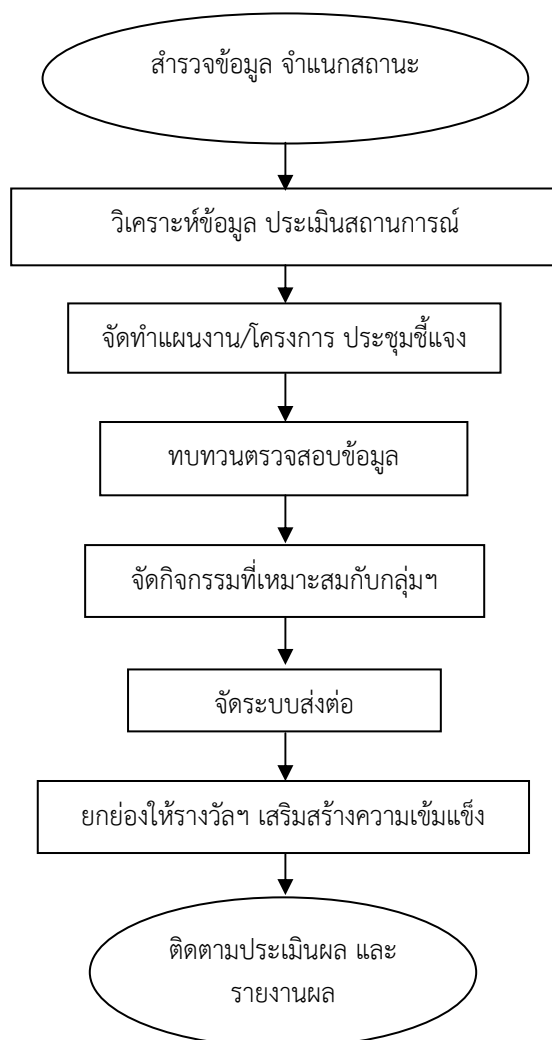 สำรวจข้อมูล จำแนกสถานะ
วิเคราะห์ข้อมูล ประเมินสถานการณ์
จัดทำแผนงาน/โครงการ ประชุมชี้แจง
ทบทวนตรวจสอบข้อมูล
จัดกิจกรรมที่เหมาะสมกับกลุ่มฯ
จัดระบบส่งต่อ
ยกย่องให้รางวัลฯ เสริมสร้างความเข้มแข็ง
ติดตามประเมินผล และ
รายงานผล